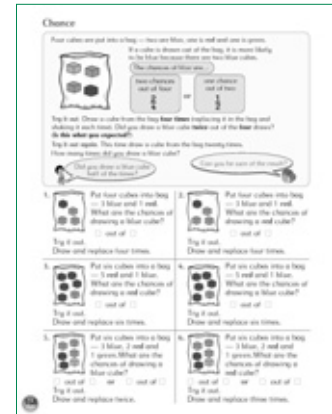 Chance
Four cubes are put into a bag — two are blue, one is red and one is green.
If a cube is drawn out of the bag, it is more likely
to be blue because there are two blue cubes.
The chances of blue are...
two chances
out of four
2
4
or
one chance
out of two
1
2
Try it out. Draw a cube from the bag four times (replacing it in the bag and
shaking it each time). Did you draw a blue cube twice out of the four draws?
Is this what you expected?
Try it out again. This time draw a cube from the bag twenty times.
How many times did you draw a blue cube?
Did you draw a blue cube
half of the times?
Can you be sure of the result?
1.
Put four cubes into bag
— 3 blue and 1 red.
What are the chances of
drawing a red cube?
out of
Try it out.
Draw and replace four times.
2.
Put four cubes into a bag
— 3 blue and 1 red.
What are the chances of
drawing a blue cube?
out of
Try it out.
Draw and replace four times.
3.
Put six cubes into a bag
— 5 red and 1 blue.
What are the chances of
drawing a blue cube?
out of
Try it out.
Draw and replace six times.
4.
Put six cubes into a bag
— 5 red and 1 blue.
What are the chances of
drawing a red cube?
out of
Try it out.
Draw and replace six times.
5.
Put six cubes into a bag
— 3 blue, 2 red and
1 green. What are the
chances of drawing a
blue cube?
out of or out of
Try it out.
Draw and replace twice.
6.
Put six cubes into a bag
— 3 blue, 2 red and
1 green. What are the
chances of drawing a
red cube?
out of or out of
Try it out.
Draw and replace three times.